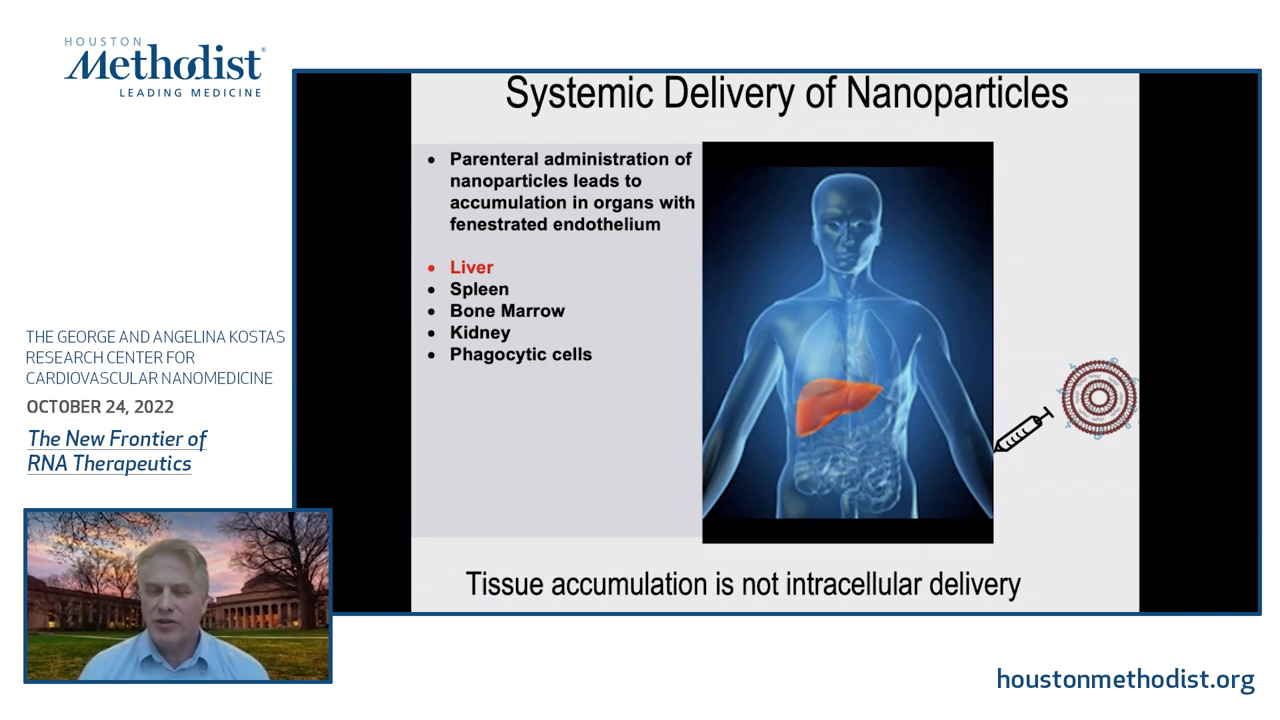 HOUSTON
Methodist®
LEADING MEDICINE
THE GEORGE AND ANGELINA KOSTAS
RESEARCH CENTER FOR
CARDIOVASCULAR NANOMEDICINE
OCTOBER 24, 2022
The New Frontier of
RNA Therapeutics
Systemic Delivery of Nanoparticles
• Parenteral administration of
nanoparticles leads to
accumulation in organs with
fenestrated endothelium
• Liver
• Spleen
• Bone Marrow
• Kidney
• Phagocytic cells
Tissue accumulation is not intracellular delivery
houstonmethodist.org